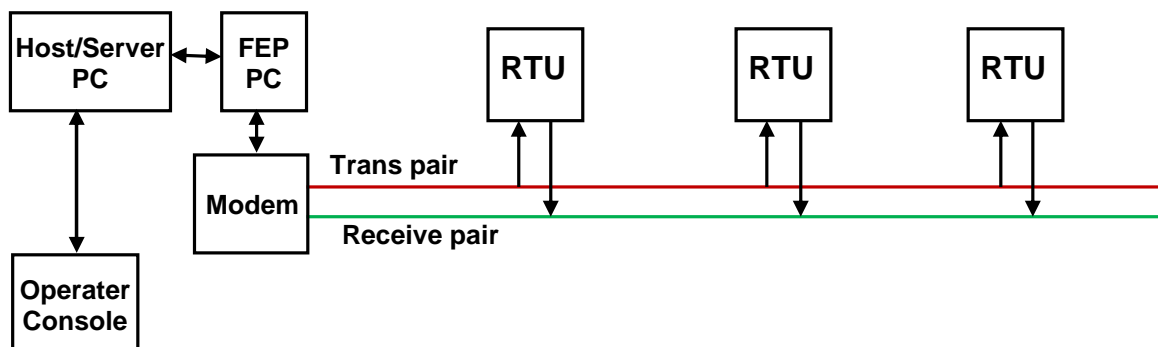 Host/Server
PC
FEP
PC
RTU
RTU
RTU
Trans pair
Modem
Receive pair
Operater
Console